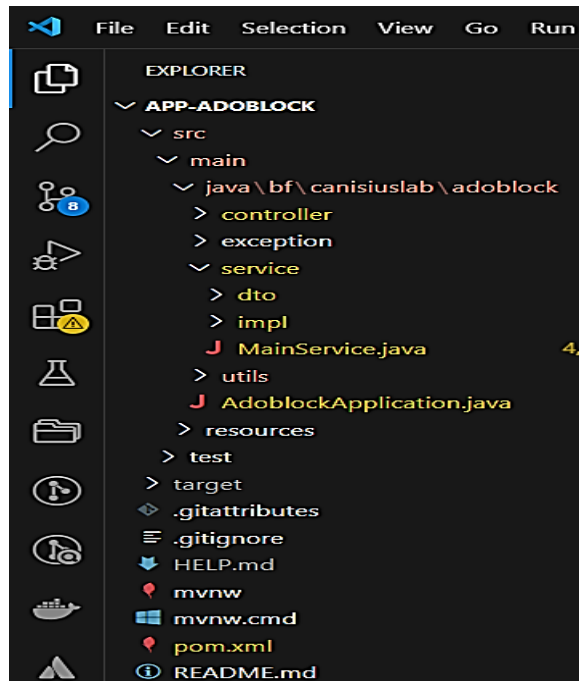 File Edit Selection View Go Run
EXPLORER
APP-ADOBLOCK
src
main
java\bf\canisiuslab\adoblock
controller
exception
service
dto
impl
MainService.java 4,
utils
AdoblockApplication.java
resources
test
target
.gitattributes
.gitignore
HELP.md
mvnw
mvnw.cmd
pom.xml
README.md
8